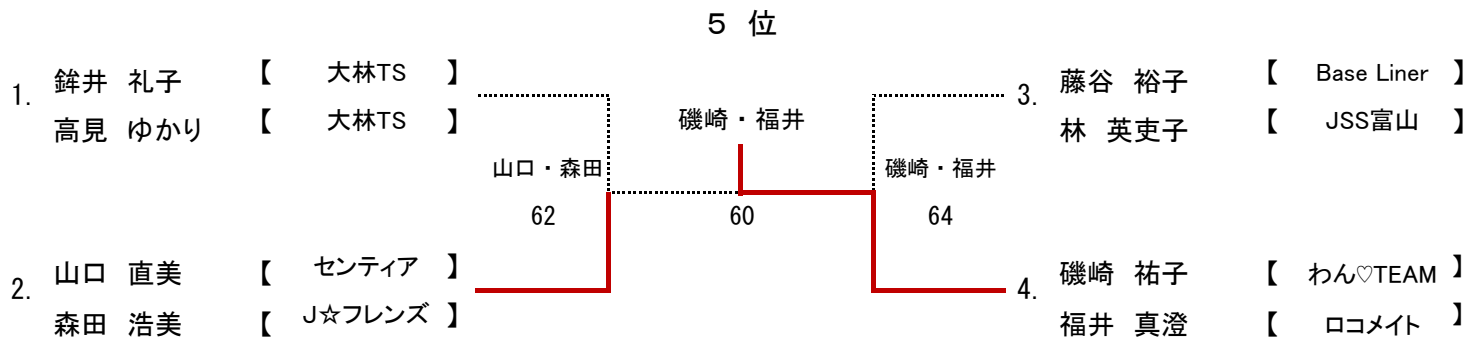 ５ 位
1. 鉾井 礼子 【 大林TS 】
高見 ゆかり 【 大林TS 】
山口・森田
62
2. 山口 直美 【 センティア 】
森田 浩美 【 J☆フレンズ 】
磯崎・福井
60
3. 藤谷 裕子 【 Base Liner 】
林 英吏子 【 JSS富山 】
磯崎・福井
64
4. 磯崎 祐子 【 わん♡TEAM 】
福井 真澄 【 ロコメイト 】